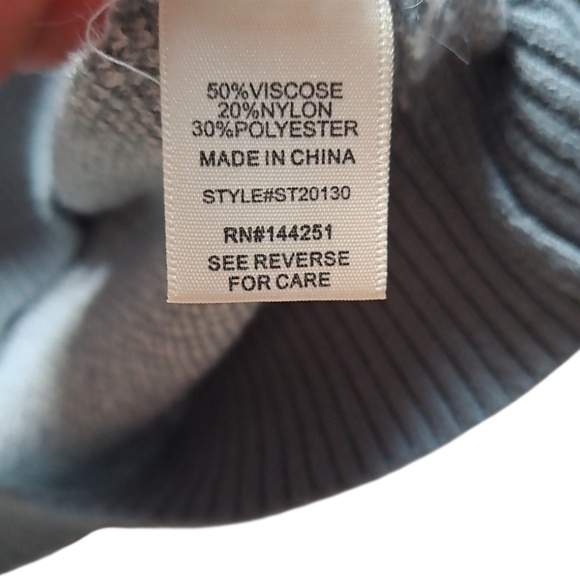 50%VISCOSE
20%NYLON
30%POLYESTER
MADE IN CHINA
STYLE#ST20130
RN#144251
SEE REVERSE
FOR CARE